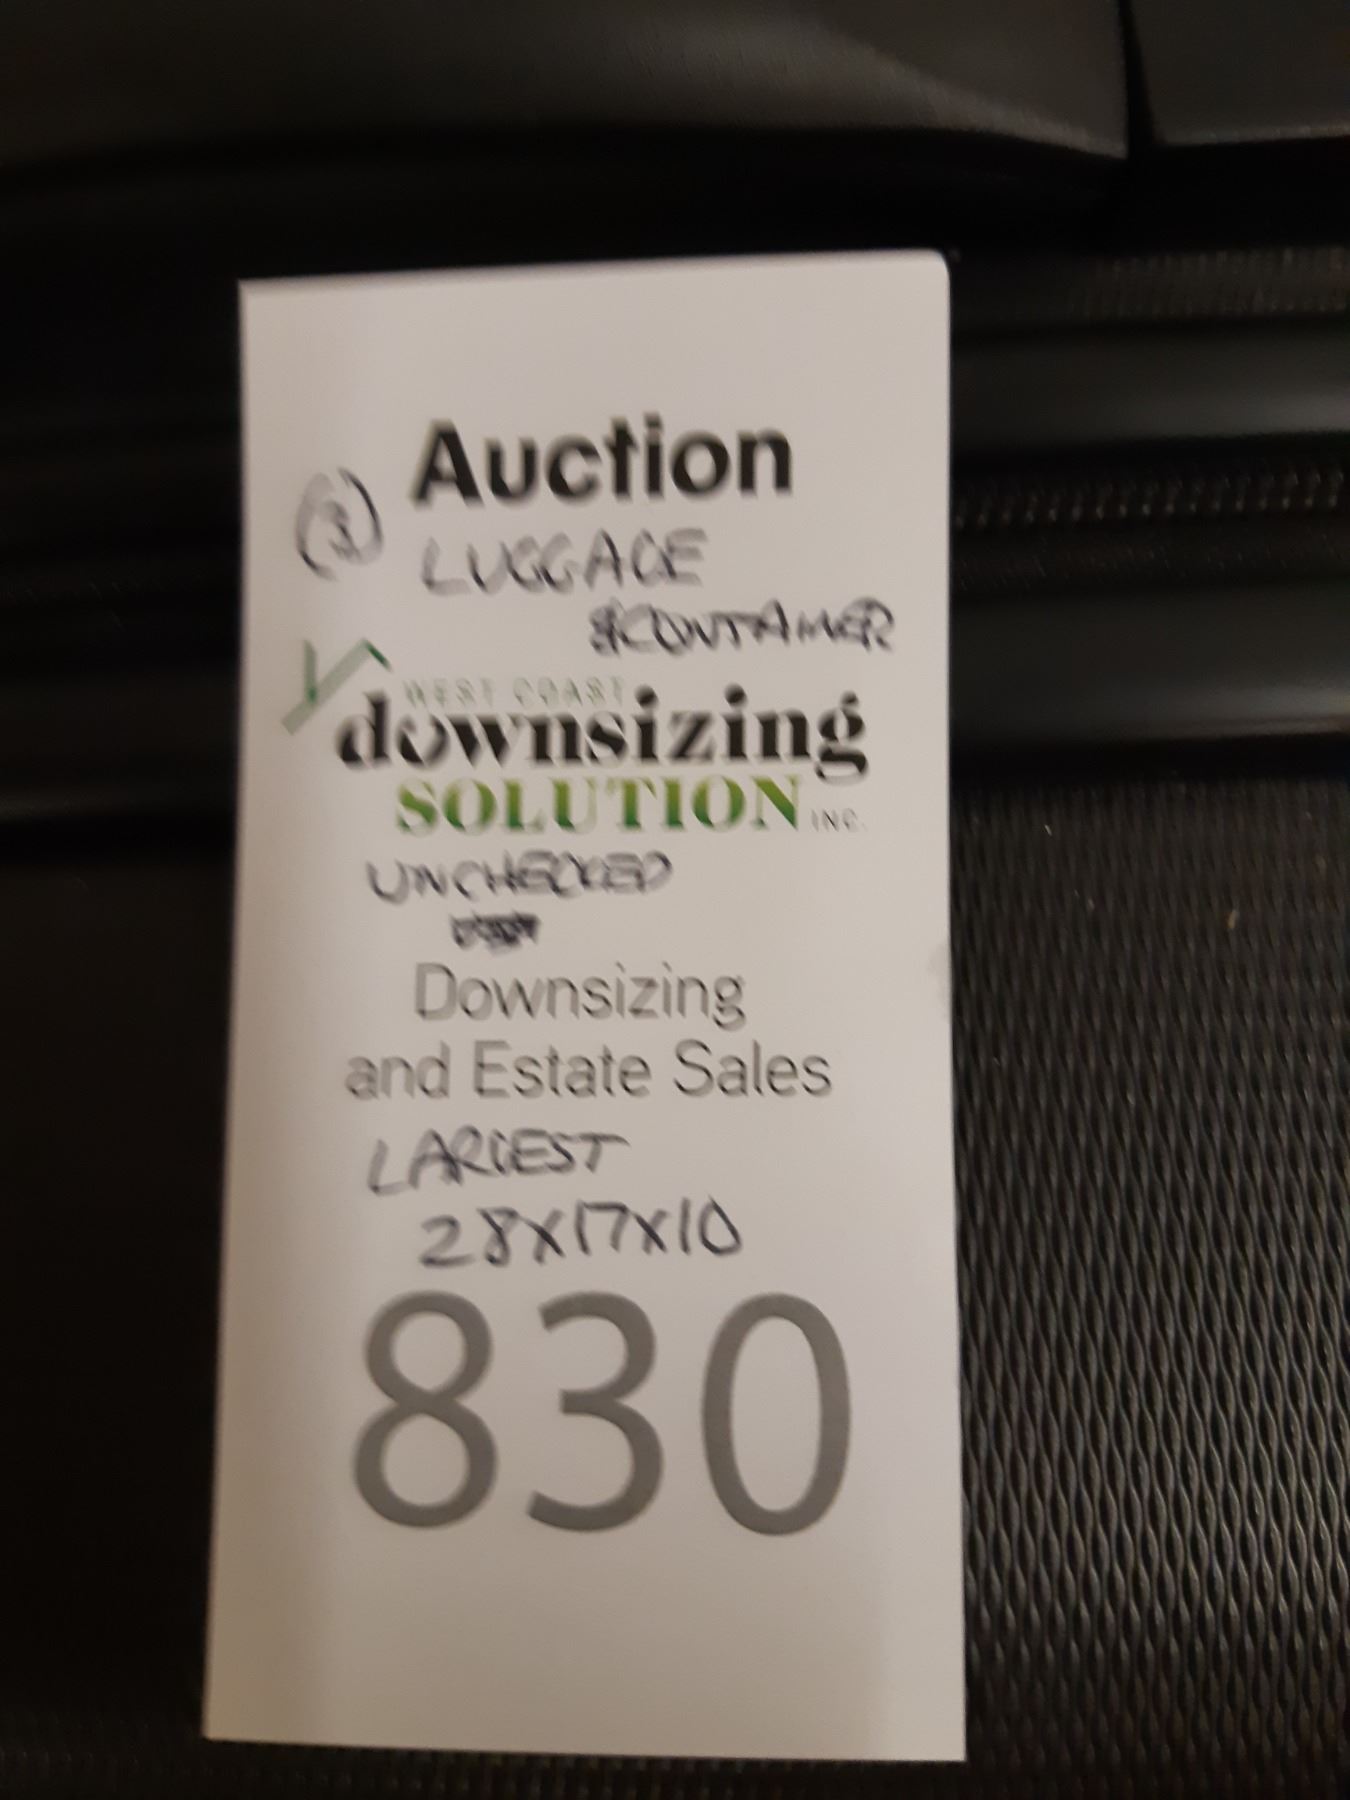 Auction
(3) LUGGAGE
& CONTAINER
WEST COAST
downsizing
SOLUTION INC.
UNCHECKED
Downsizing
and Estate Sales
LARGEST
28x17x10
830